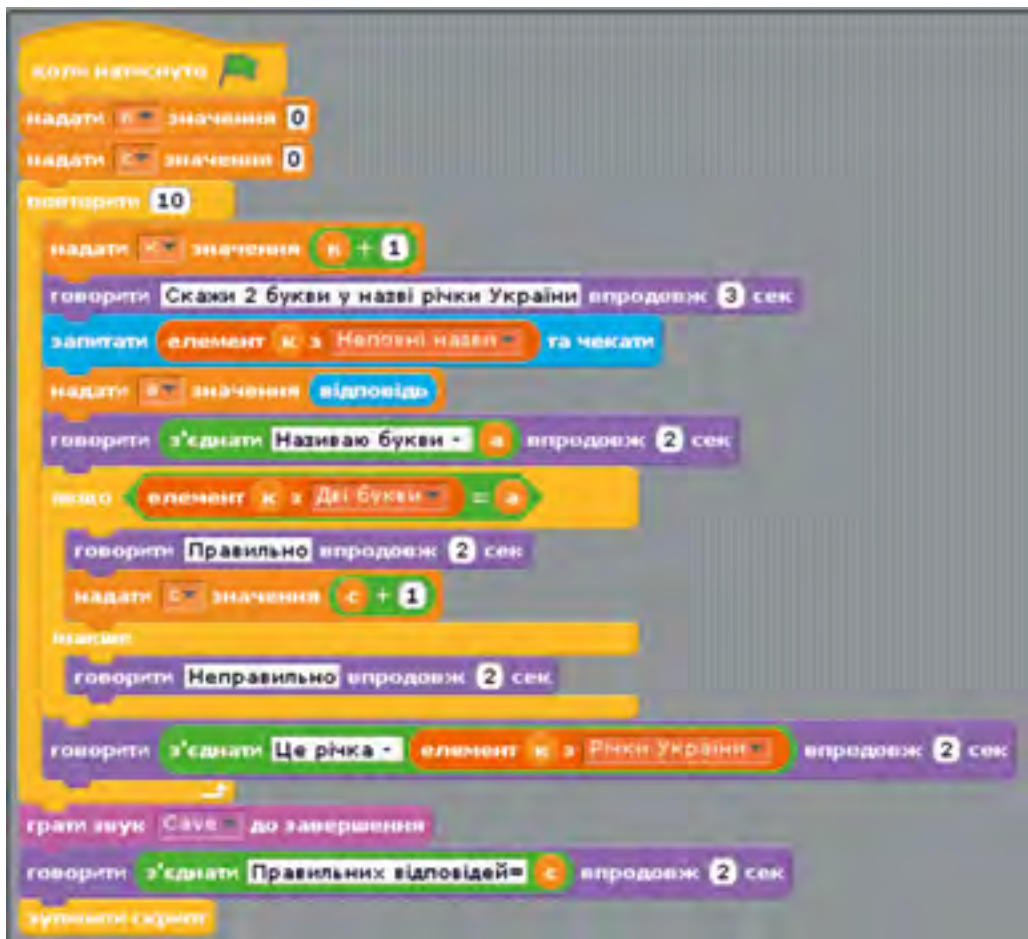 коли натиснуто
надати к значення 0
надати с значення 0
повторити 10
надати к значення к + 1
говорити Скажи 2 букви у назві річки України впродовж 3 сек
запитати елемент к з Неповні назви та чекати
надати а значення відповідь
говорити з'єднати Називаю букви - а впродовж 2 сек
якщо елемент к з Дві букви = а
говорити Правильно впродовж 2 сек
надати с значення с + 1
інакше
говорити Неправильно впродовж 2 сек
говорити з'єднати Це річка - елемент к з Річки України впродовж 2 сек
грати звук Cave до завершення
говорити з'єднати Правильних відповідей= с впродовж 2 сек
зупинити скрипт